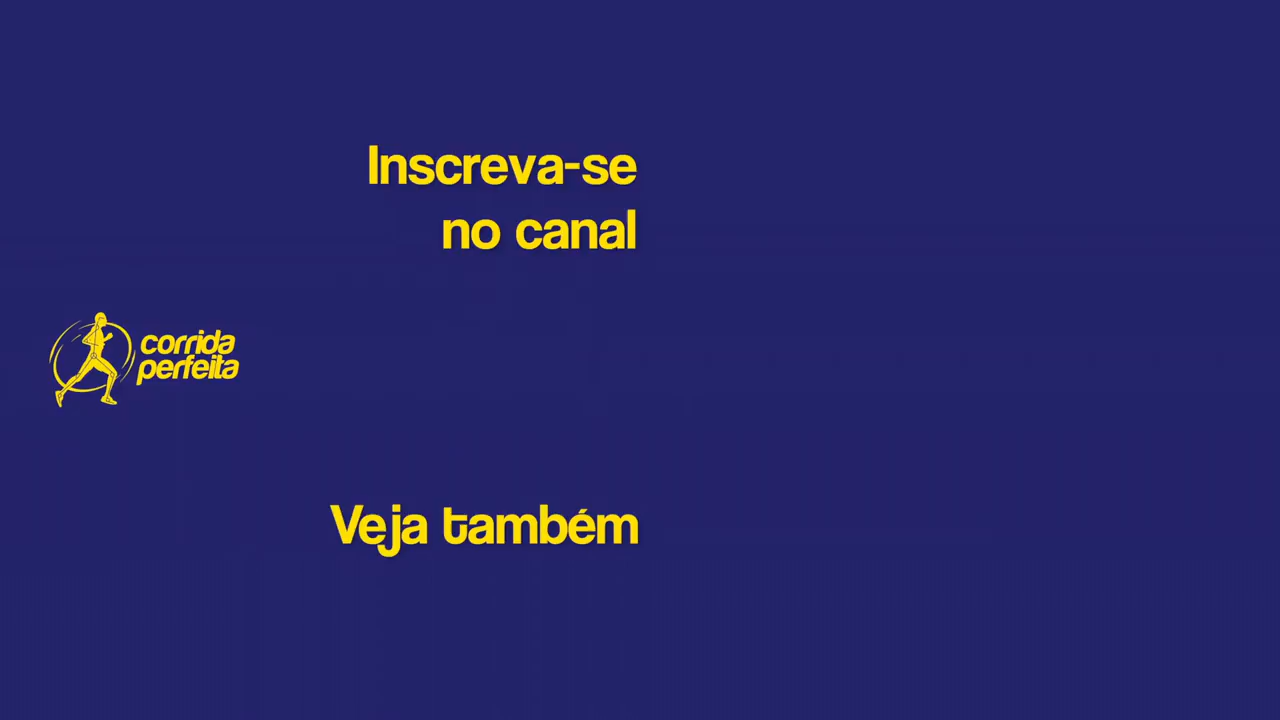 Inscreva-se
no canal
corrida
perfeita
Veja também